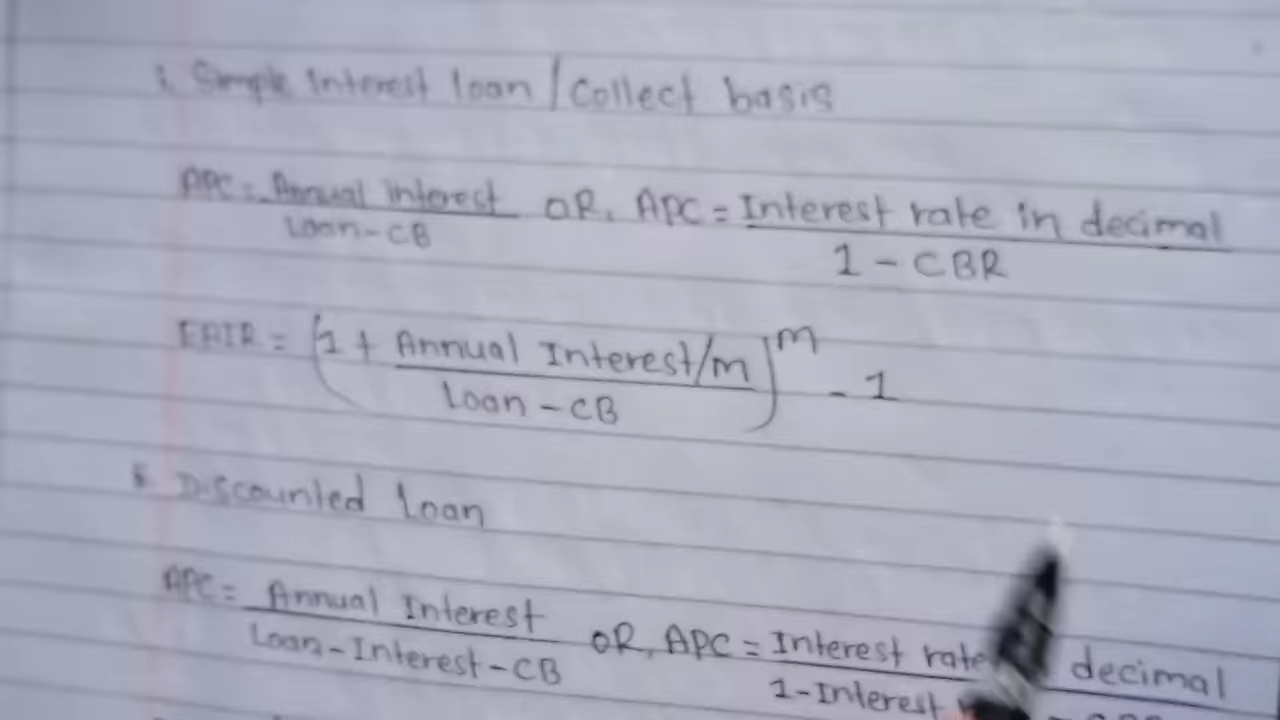 i. Simple Interest loan / collect basis
APC = Annual interest / Loan - CB OR, APC = Interest rate in decimal / 1 - CBR
EAIR = (1 + Annual Interest/m / Loan - CB)^m - 1
Discounted Loan
APC = Annual Interest / Loan - Interest - CB OR, APC = Interest rate decimal / 1 - Interest